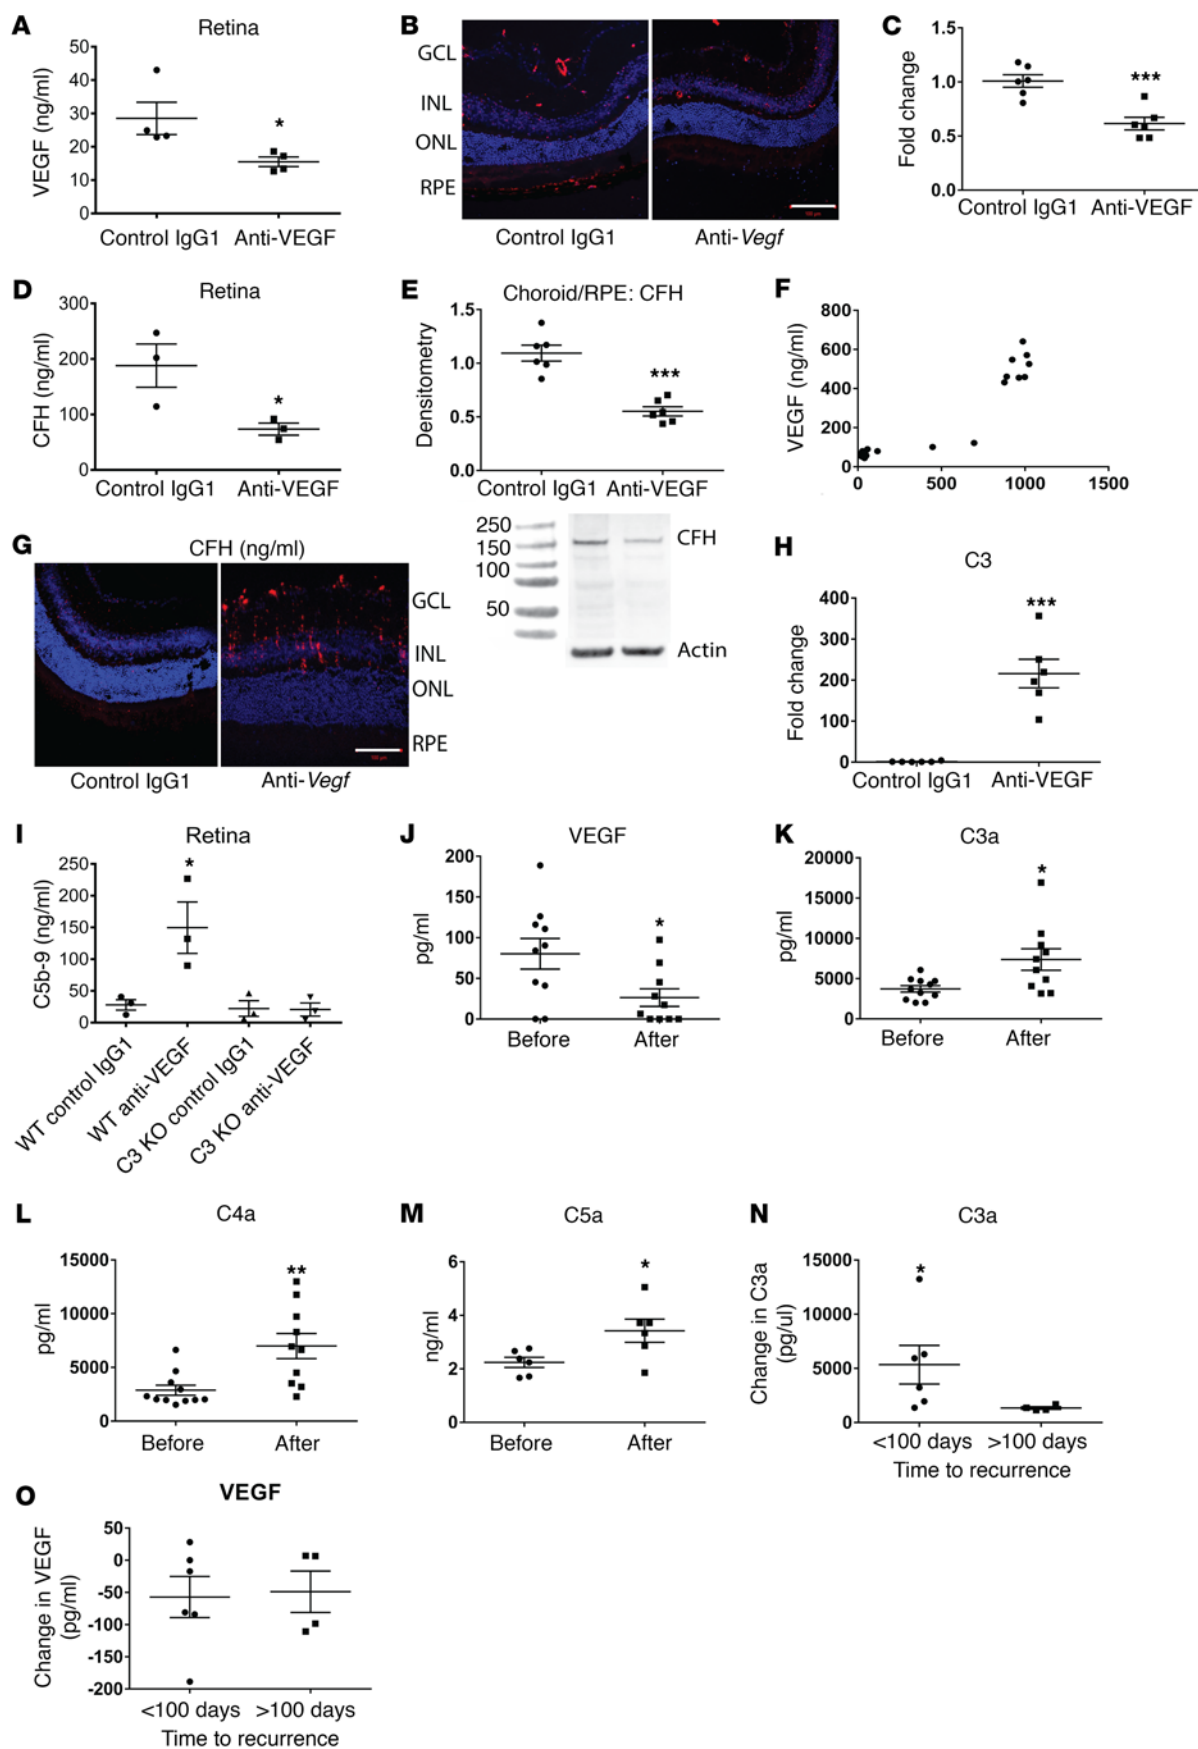 A
Retina
VEGF (ng/ml)
50
40
30
20
10
0
*
Control IgG1
Anti-VEGF
B
GCL
INL
ONL
RPE
Control IgG1
Anti-Vegf
C
Fold change
1.5
1.0
0.5
0.0
***
Control IgG1
Anti-VEGF
D
Retina
CFH (ng/ml)
300
200
100
0
*
Control IgG1
Anti-VEGF
E
Choroid/RPE: CFH
Densitometry
1.5
1.0
0.5
0.0
***
Control IgG1
Anti-VEGF
250
150
100
50
CFH
Actin
F
VEGF (ng/ml)
800
600
400
200
0
0
500
1000
1500
G
CFH (ng/ml)
GCL
INL
ONL
RPE
Control IgG1
Anti-Vegf
H
C3
Fold change
400
300
200
100
0
***
Control IgG1
Anti-VEGF
I
Retina
C5b-9 (ng/ml)
250
200
150
100
50
0
*
WT control IgG1
WT anti-VEGF
C3 KO control IgG1
C3 KO anti-VEGF
J
VEGF
pg/ml
200
150
100
50
0
*
Before
After
K
C3a
pg/ml
20000
15000
10000
5000
0
*
Before
After
L
C4a
pg/ml
15000
10000
5000
0
**
Before
After
M
C5a
ng/ml
6
4
2
0
*
Before
After
N
C3a
Change in C3a
(pg/ul)
15000
10000
5000
0
*
<100 days
>100 days
Time to recurrence
O
VEGF
Change in VEGF
(pg/ml)
50
0
-50
-100
-150
-200
<100 days
>100 days
Time to recurrence